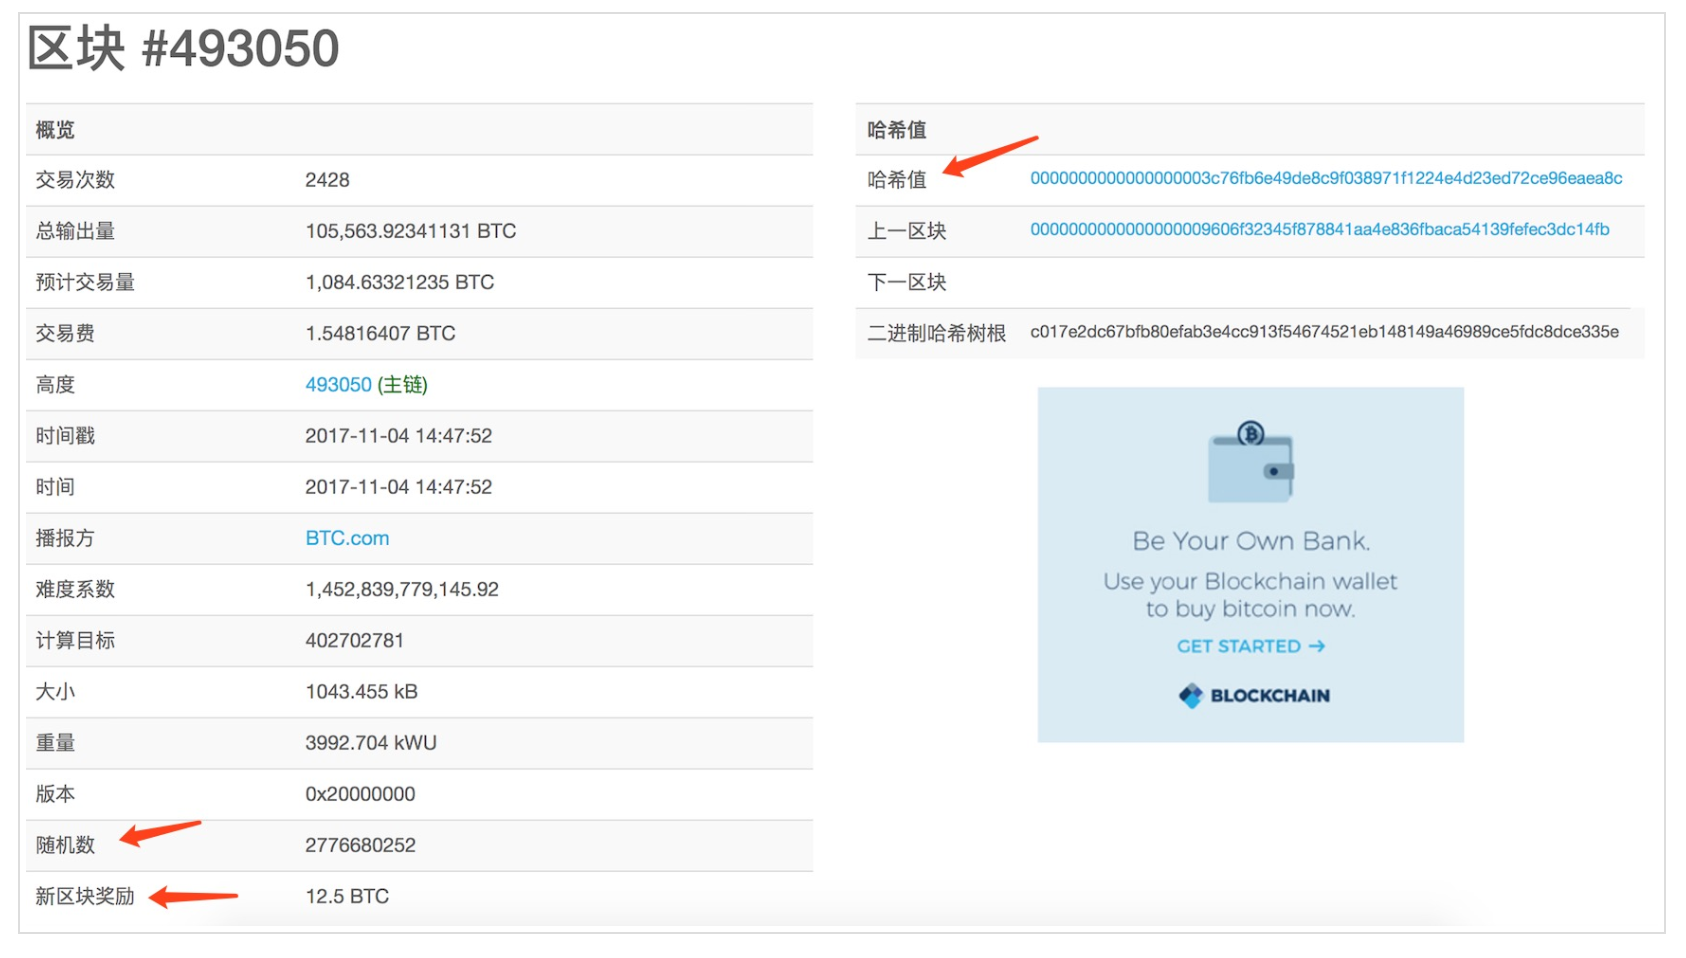 区块 #493050
概览
交易次数 2428
总输出量 105,563.92341131 BTC
预计交易量 1,084.63321235 BTC
交易费 1.54816407 BTC
高度 493050 (主链)
时间戳 2017-11-04 14:47:52
时间 2017-11-04 14:47:52
播报方 BTC.com
难度系数 1,452,839,779,145.92
计算目标 402702781
大小 1043.455 kB
重量 3992.704 kWU
版本 0x20000000
随机数 2776680252
新区块奖励 12.5 BTC
哈希值
哈希值 0000000000000000003c76fb6e49de8c9f038971f1224e4d23ed72ce96eaea8c
上一区块 0000000000000000009606f32345f878841aa4e836fbaca54139fefec3dc14fb
下一区块
二进制哈希树根 c017e2dc67bfb80efab3e4cc913f54674521eb148149a46989ce5fdc8dce335e
Be Your Own Bank.
Use your Blockchain wallet
to buy bitcoin now.
GET STARTED →
BLOCKCHAIN